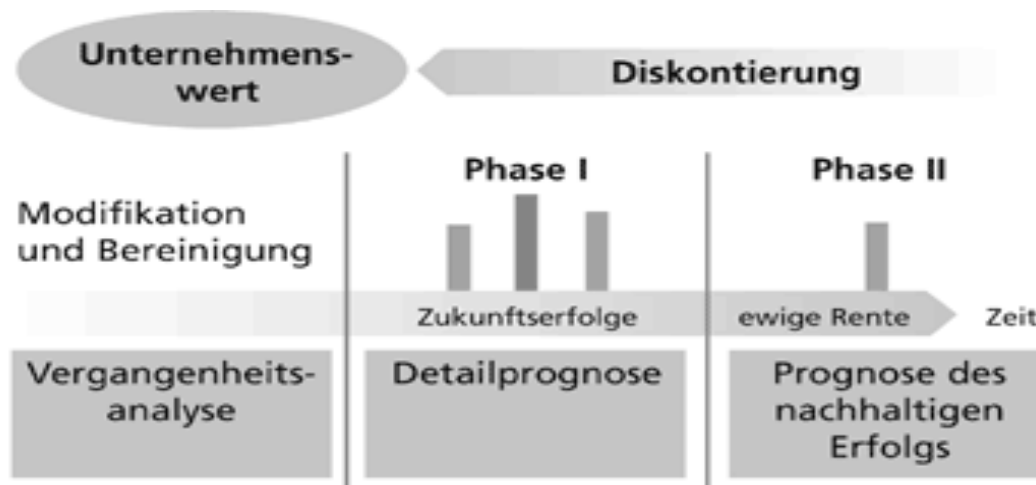 Unternehmens-
wert
Diskontierung
Phase I
Phase II
Modifikation
und Bereinigung
Zukunftserfolge
ewige Rente
Zeit
Vergangenheits-
analyse
Detailprognose
Prognose des
nachhaltigen
Erfolgs